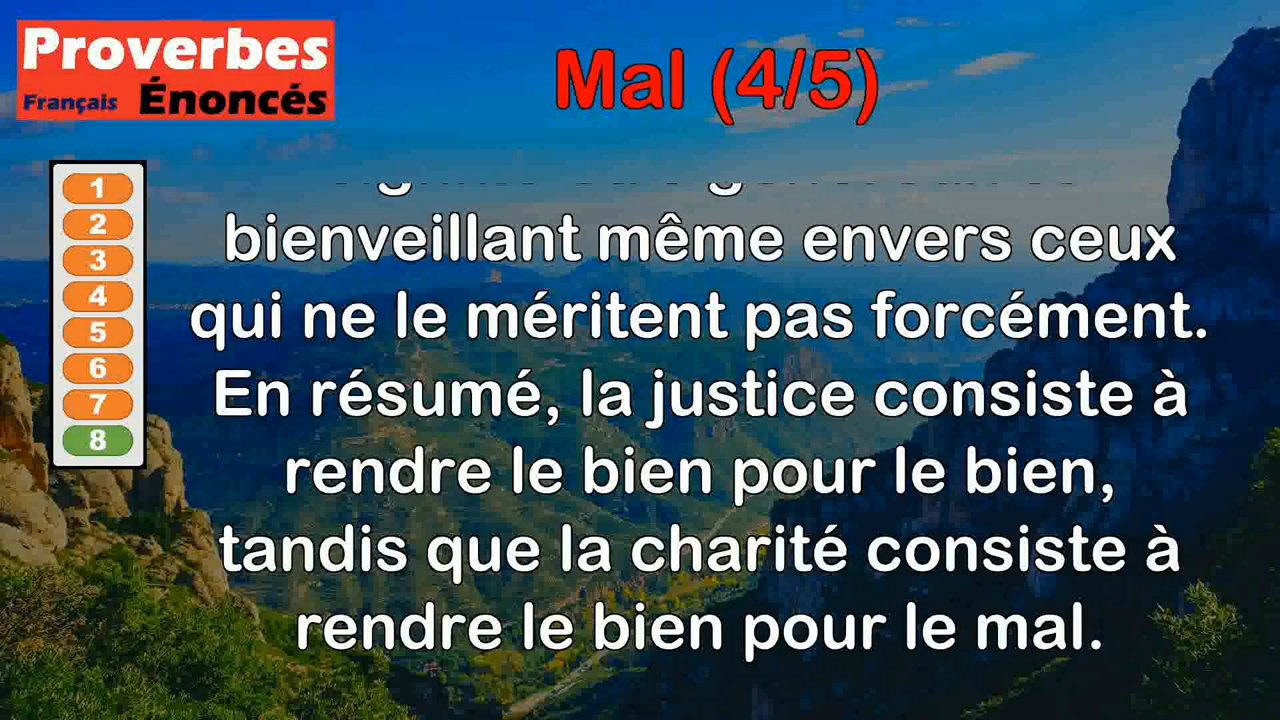 Proverbes
Français Énoncés
Mal (4/5)
1
2
3
4
5
6
7
8
bienveillant même envers ceux
qui ne le méritent pas forcément.
En résumé, la justice consiste à
rendre le bien pour le bien,
tandis que la charité consiste à
rendre le bien pour le mal.